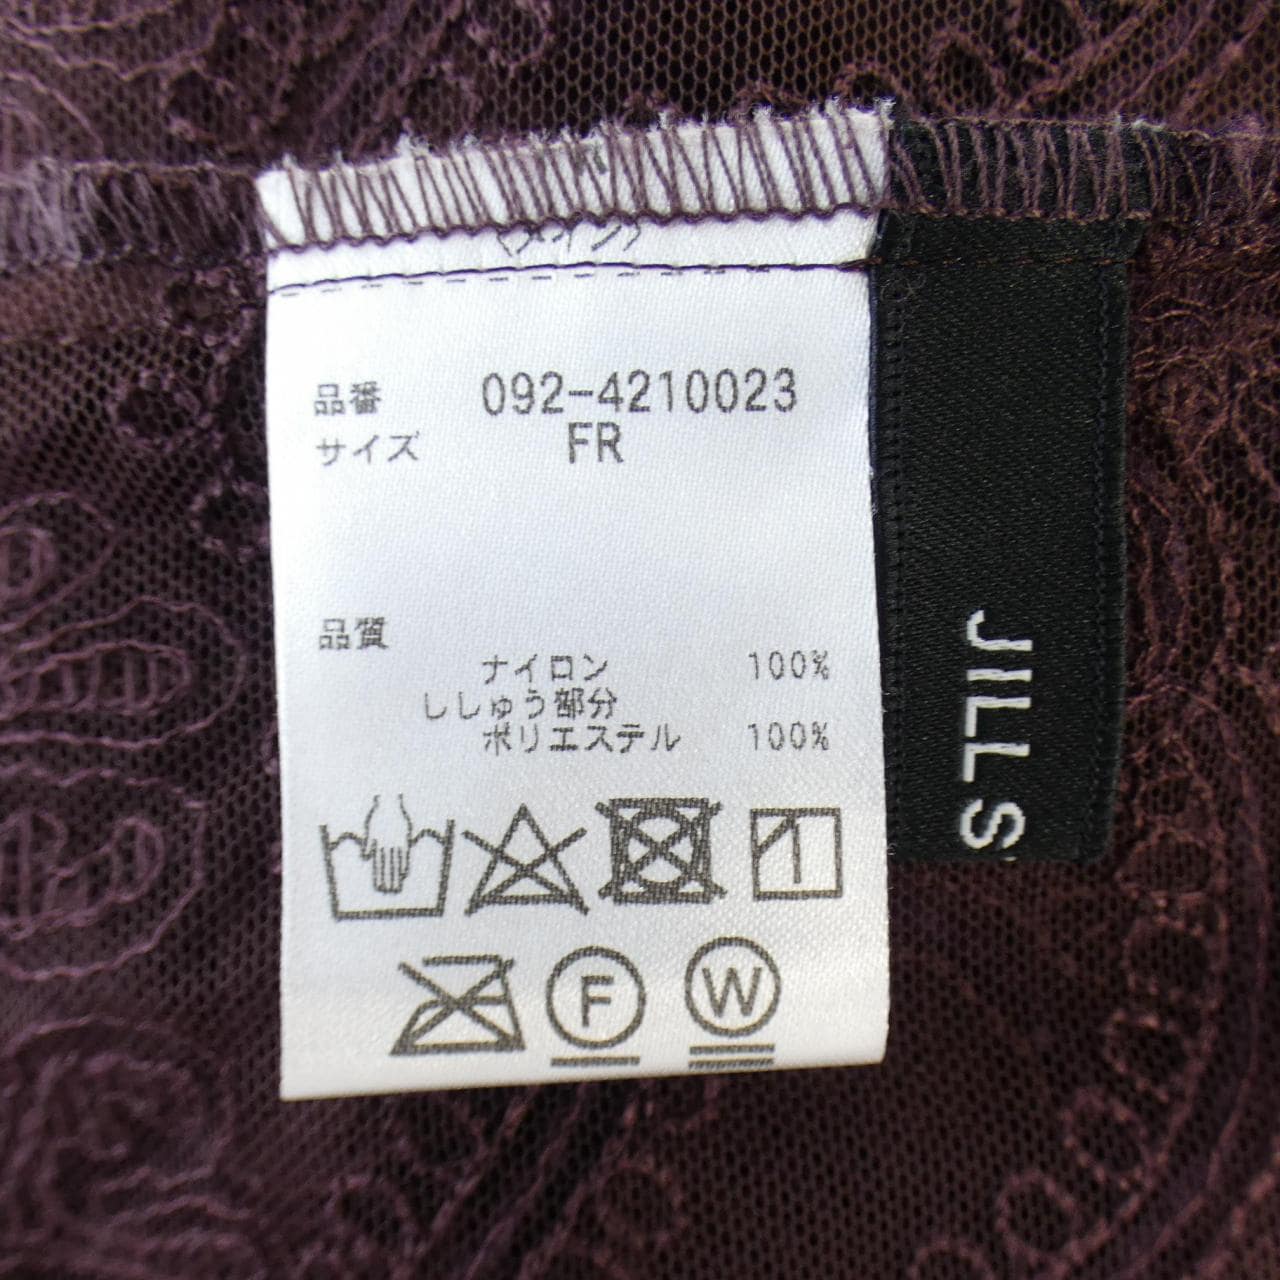 品番 092-4210023
サイズ FR
品質
ナイロン 100%
ししゅう部分
ポリエステル 100%
F
W
JILL S